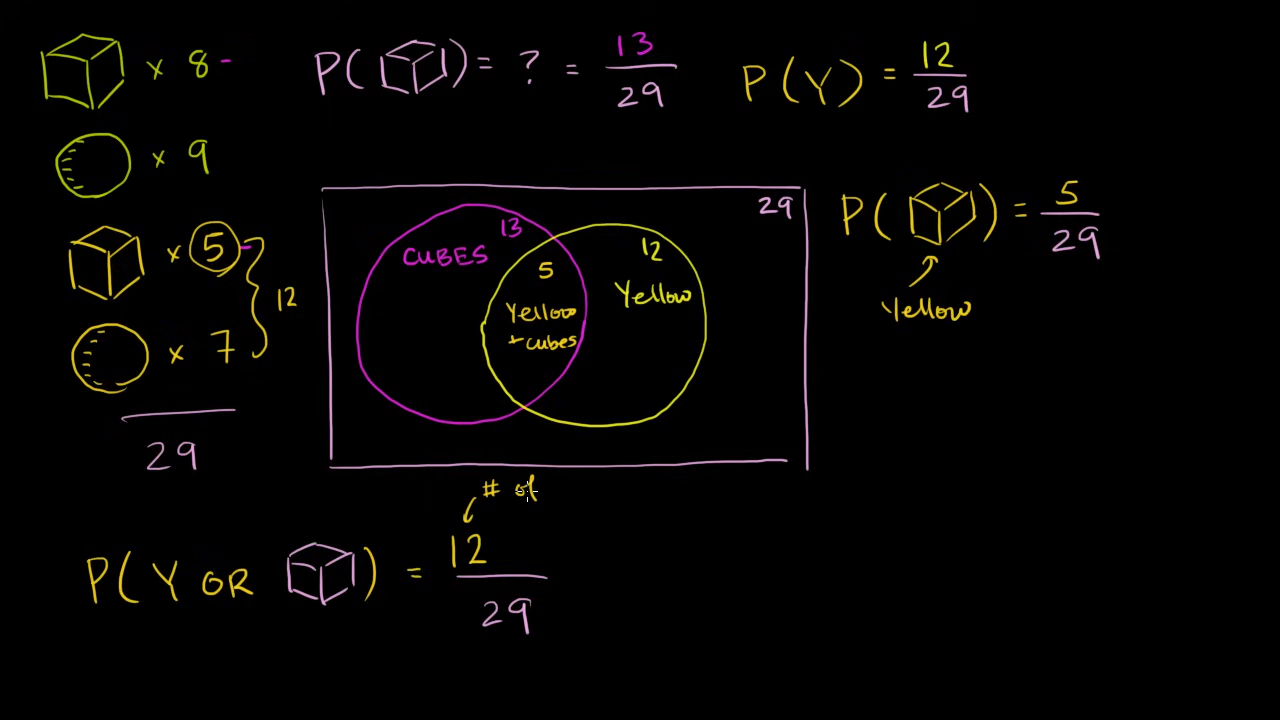 x 8 -
P( ) = ? = 13/29
P(Y) = 12/29
x 9
x 5
x 7
12
29
29
CUBES 13
5
Yellow
+ cubes
12
Yellow
P( ) = 5/29
Yellow
# of
P(Y OR ) = 12/29